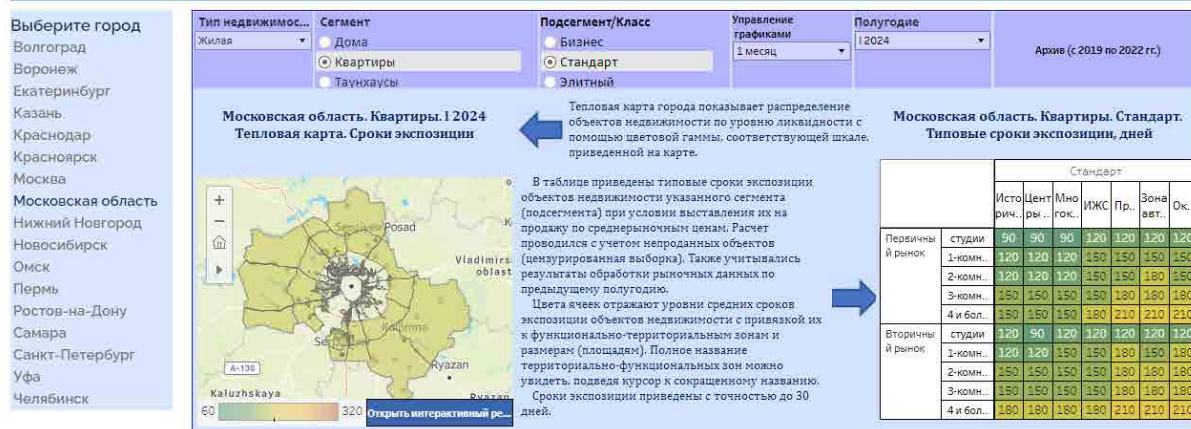 Выберите город
Волгоград
Воронеж
Екатеринбург
Казань
Краснодар
Красноярск
Москва
Московская область
Нижний Новгород
Новосибирск
Омск
Пермь
Ростов-на-Дону
Самара
Санкт-Петербург
Уфа
Челябинск
Тип недвижимос...
Жилая
Сегмент
Дома
Квартиры
Таунхаусы
Подсегмент/Класс
Бизнес
Стандарт
Элитный
Управление
графиками
1 месяц
Полугодие
I 2024
Архив (с 2019 по 2022 гг.)
Московская область. Квартиры. I 2024
Тепловая карта. Сроки экспозиции
Тепловая карта города показывает распределение
объектов недвижимости по уровню ликвидности с
помощью цветовой гаммы, соответствующей шкале,
приведенной на карте.
+
−
Posad
Vladimirs
oblast
Kolomna
Ryazan
A-130
Kaluzhskaya
Ryazan
60
320
Открыть интерактивный ре...
В таблице приведены типовые сроки экспозиции
объектов недвижимости указанного сегмента
(подсегмента) при условии выставления их на
продажу по среднерыночным ценам. Расчет
проводился с учетом непроданных объектов
(цензурированная выборка). Также учитывались
результаты обработки рыночных данных по
предыдущему полугодию.
Цвета ячеек отражают уровни средних сроков
экспозиции объектов недвижимости с привязкой их
к функционально-территориальным зонам и
размерам (площадям). Полное название
территориально-функциональных зон можно
увидеть, подведя курсор к сокращенному названию.
Сроки экспозиции приведены с точностью до 30
дней.
Московская область. Квартиры. Стандарт.
Типовые сроки экспозиции, дней
Стандарт
Исто рич.. Цент ры .. Мно гок.. ИЖС Пр.. Зона авт.. Ок..
Первичны й рынок
студии 90 90 90 120 120 120 120
1-комн.. 120 120 120 150 150 150 150
2-комн.. 120 120 120 150 150 180 150
3-комн.. 150 150 150 150 180 180 180
4 и бол.. 150 150 150 180 210 210 210
Вторичны й рынок
студии 120 90 120 120 120 120 120
1-комн.. 120 120 150 150 180 150 180
2-комн.. 150 150 150 150 180 180 180
3-комн.. 150 150 150 150 180 180 180
4 и бол.. 180 180 180 180 210 210 210